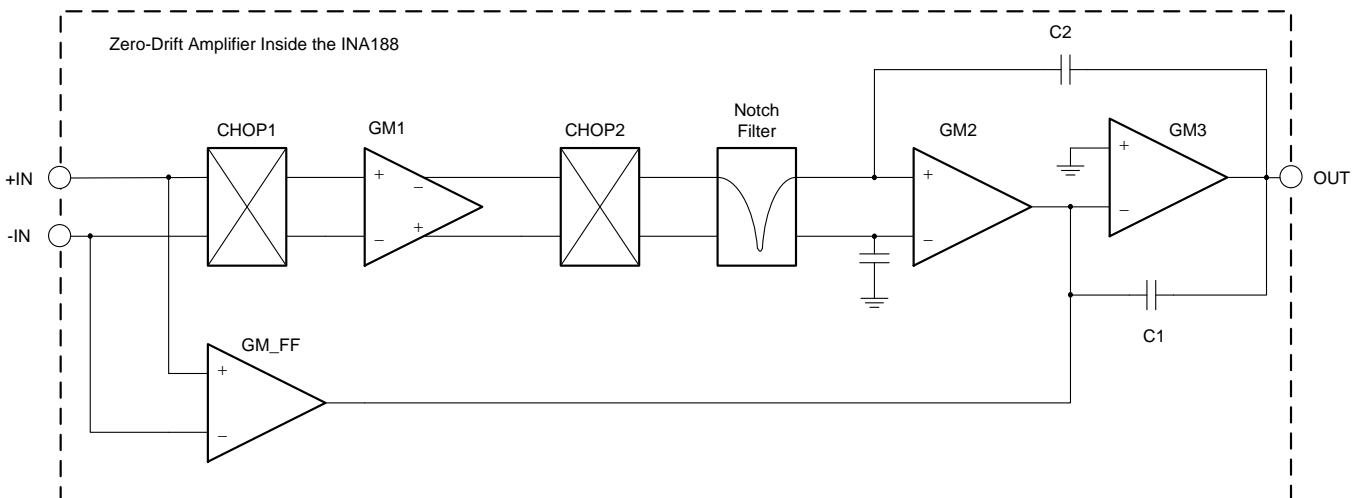 Zero-Drift Amplifier Inside the INA188
C2
CHOP1
GM1
CHOP2
Notch
Filter
GM2
GM3
+IN
-IN
+
−
−
+
+
−
+
−
OUT
C1
GM_FF
+
−